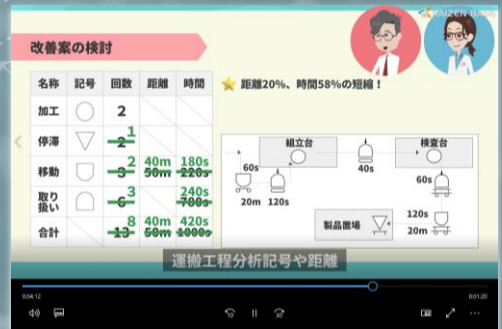 KAIZEN BASE
改善案の検討
名称 記号 回数 距離 時間
加工 2
停滞 2 1
移動 3 2 50m 40m 220s 180s
取り扱い 6 3 780s 240s
合計 13 8 50m 40m 1000s 420s
距離20%、時間58%の短縮！
組立台 検査台
60s 40s 60s
20m 120s
製品置場 120s
20m
運搬工程分析記号や距離
0:04:12 0:01:20
10 30